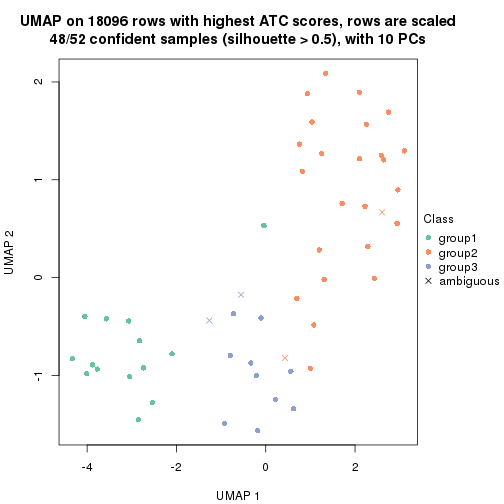 UMAP on 18096 rows with highest ATC scores, rows are scaled
48/52 confident samples (silhouette > 0.5), with 10 PCs
2
1
0
-1
UMAP 2
-4
-2
0
2
UMAP 1
Class
group1
group2
group3
ambiguous